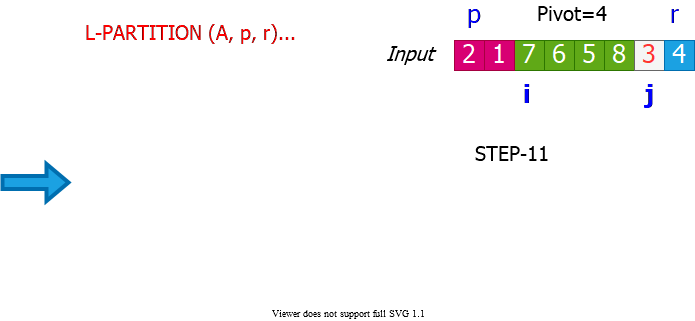 p Pivot=4 r
L-PARTITION (A, p, r)...
Input 2 1 7 6 5 8 3 4
i j
STEP-11
Viewer does not support full SVG 1.1